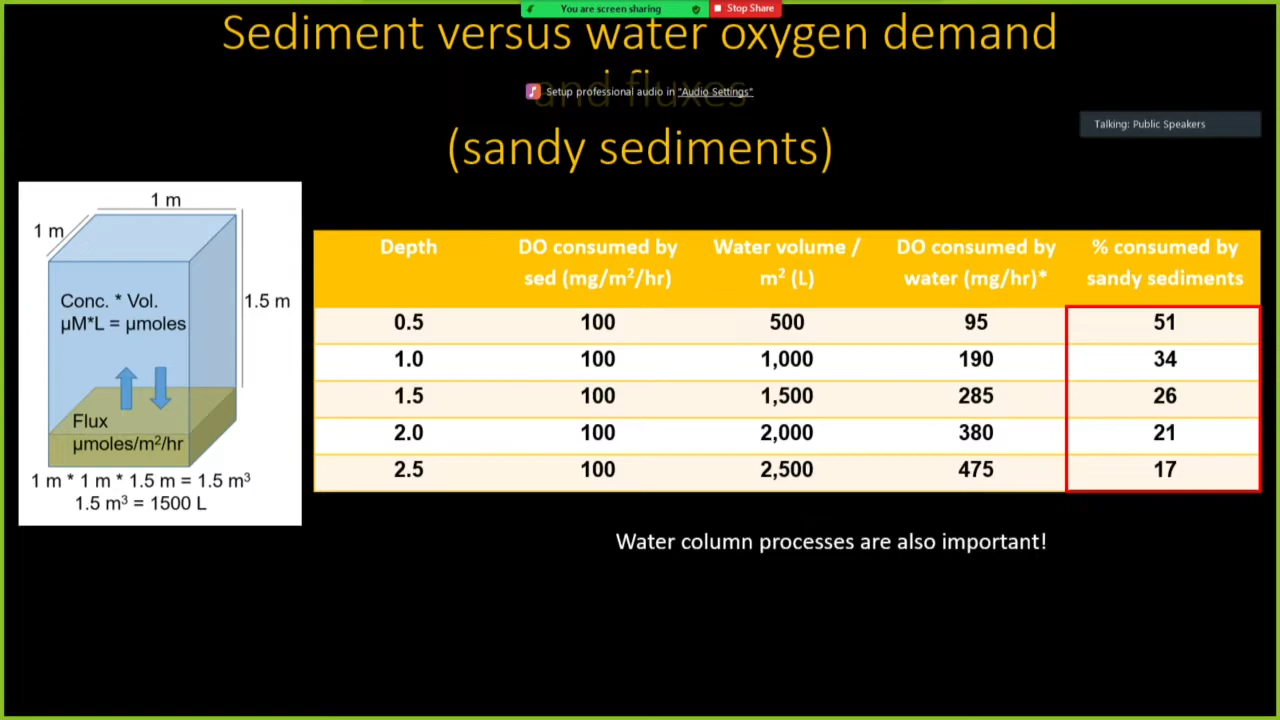 You are screen sharing
Stop Share
Sediment versus water oxygen demand
and fluxes
Setup professional audio in "Audio Settings"
(sandy sediments)
Talking: Public Speakers
1 m
1 m
1.5 m
Conc. * Vol.
µM*L = µmoles
Flux
µmoles/m²/hr
1 m * 1 m * 1.5 m = 1.5 m³
1.5 m³ = 1500 L
Depth DO consumed by sed (mg/m²/hr) Water volume / m² (L) DO consumed by water (mg/hr)* % consumed by sandy sediments
0.5 100 500 95 51
1.0 100 1,000 190 34
1.5 100 1,500 285 26
2.0 100 2,000 380 21
2.5 100 2,500 475 17
Water column processes are also important!